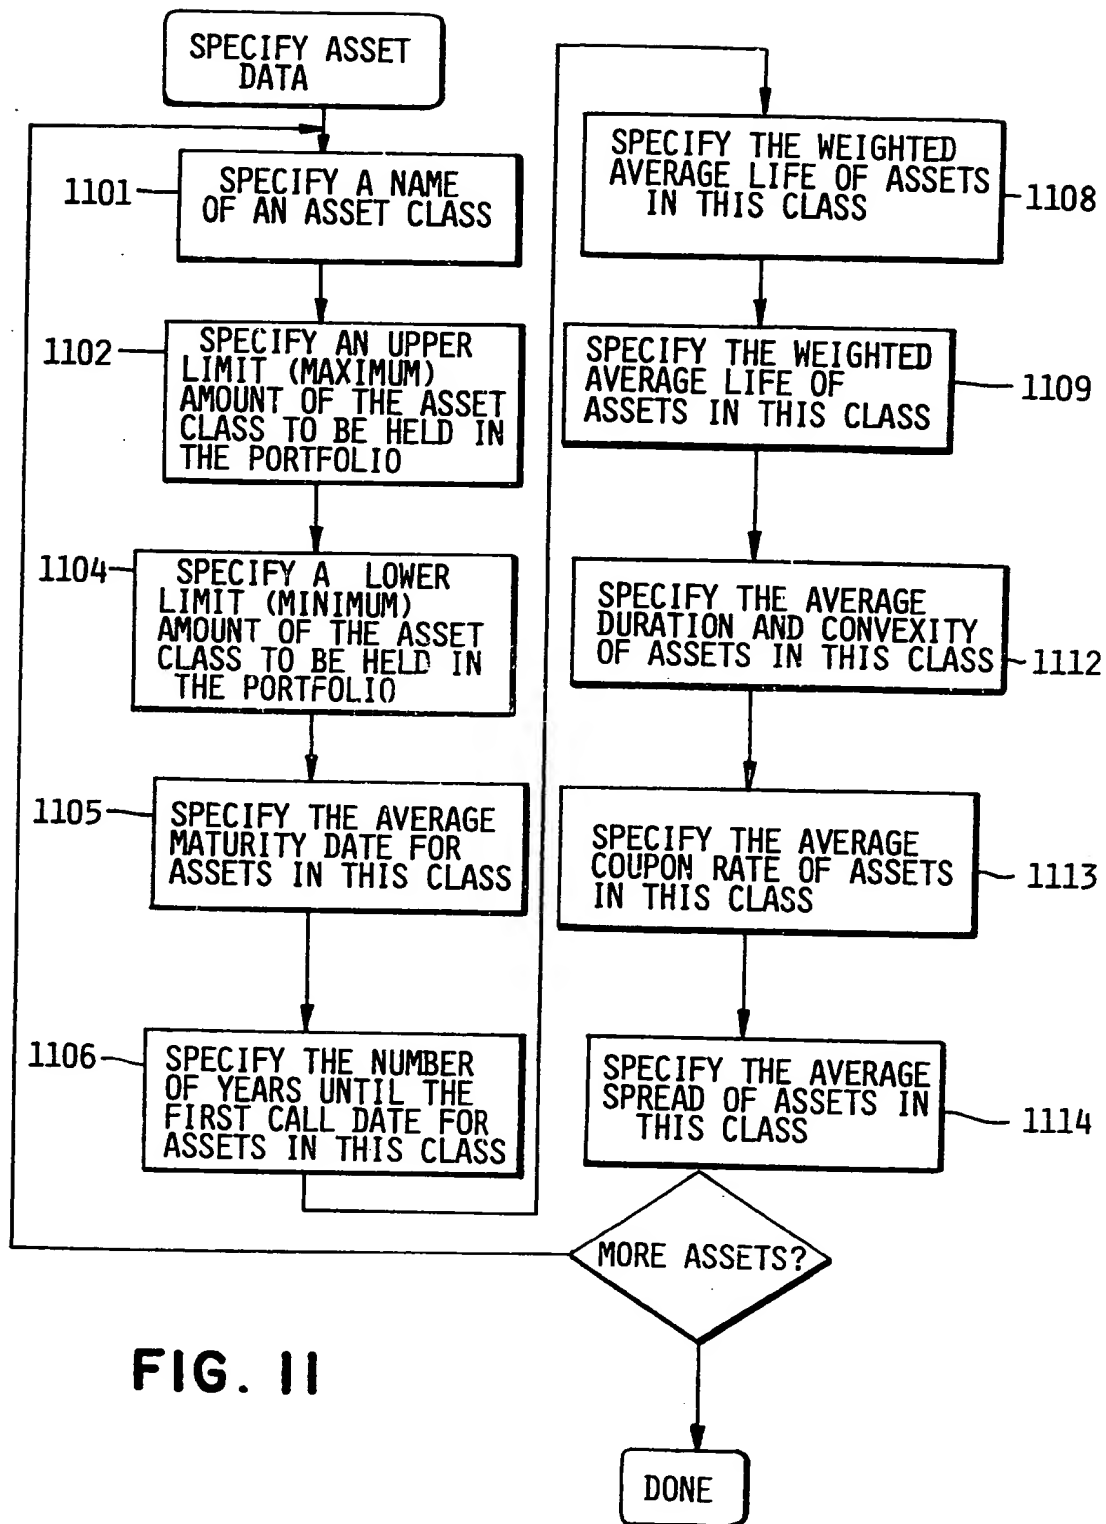 SPECIFY ASSET
DATA
1101
SPECIFY A NAME
OF AN ASSET CLASS
1102
SPECIFY AN UPPER
LIMIT (MAXIMUM)
AMOUNT OF THE ASSET
CLASS TO BE HELD IN
THE PORTFOLIO
1104
SPECIFY A LOWER
LIMIT (MINIMUM)
AMOUNT OF THE ASSET
CLASS TO BE HELD IN
THE PORTFOLIO
1105
SPECIFY THE AVERAGE
MATURITY DATE FOR
ASSETS IN THIS CLASS
1106
SPECIFY THE NUMBER
OF YEARS UNTIL THE
FIRST CALL DATE FOR
ASSETS IN THIS CLASS
SPECIFY THE WEIGHTED
AVERAGE LIFE OF ASSETS
IN THIS CLASS
1108
SPECIFY THE WEIGHTED
AVERAGE LIFE OF
ASSETS IN THIS CLASS
1109
SPECIFY THE AVERAGE
DURATION AND CONVEXITY
OF ASSETS IN THIS CLASS
1112
SPECIFY THE AVERAGE
COUPON RATE OF ASSETS
IN THIS CLASS
1113
SPECIFY THE AVERAGE
SPREAD OF ASSETS IN
THIS CLASS
1114
MORE ASSETS?
DONE
FIG. 11